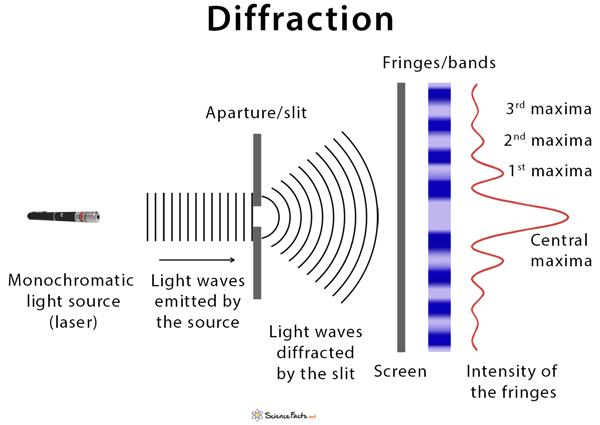 Diffraction
Fringes/bands
Aparture/slit
3rd maxima
2nd maxima
1st maxima
Central
maxima
Monochromatic
light source
(laser)
Light waves
emitted by
the source
Light waves
diffracted
by the slit
Screen
Intensity of
the fringes
ScienceFacts.net